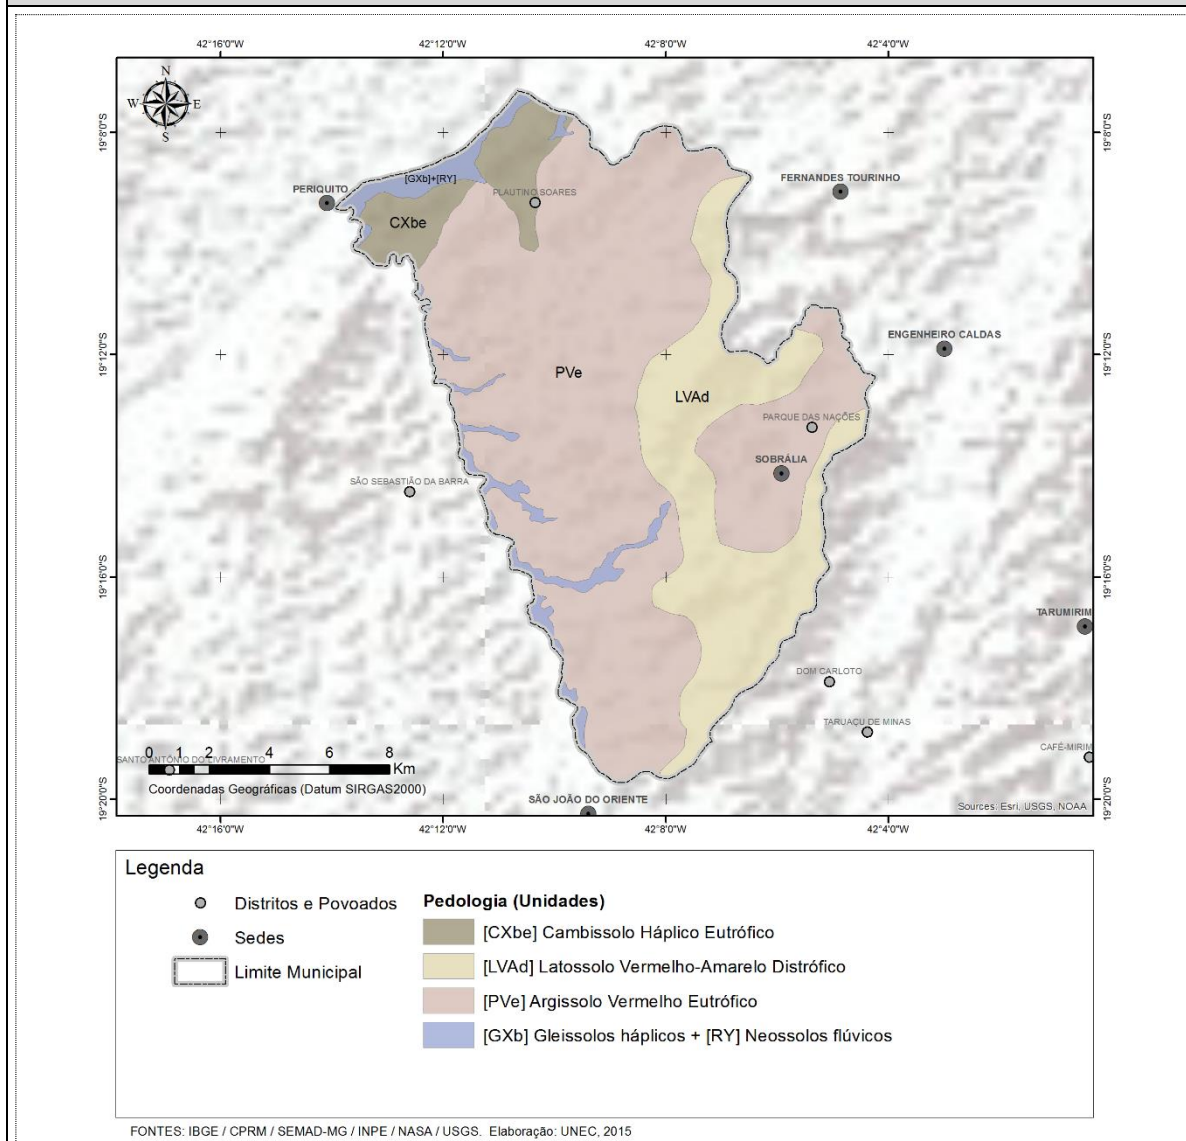 42°16'0"W 42°12'0"W 42°8'0"W 42°4'0"W
N
W E
S
19°8'0"S 19°8'0"S
[GXb]+[RY]
PERIQUITO
PLAUTINO SOARES
FERNANDES TOURINHO
CXbe
ENGENHEIRO CALDAS
19°12'0"S 19°12'0"S
PVe
LVAd
PARQUE DAS NAÇÕES
SOBRÁLIA
SÃO SEBASTIÃO DA BARRA
19°16'0"S 19°16'0"S
TARUMIRIM
DOM CARLOTO
TARUAÇU DE MINAS
CAFÉ-MIRIM
0 1 2 4 6 8
SANTO ANTÔNIO DO LIVRAMENTO
Km
Coordenadas Geográficas (Datum SIRGAS2000)
SÃO JOÃO DO ORIENTE
Sources: Esri, USGS, NOAA
19°20'0"S 19°20'0"S
42°16'0"W 42°12'0"W 42°8'0"W 42°4'0"W
Legenda
Distritos e Povoados
Sedes
Limite Municipal
Pedologia (Unidades)
[CXbe] Cambissolo Háplico Eutrófico
[LVAd] Latossolo Vermelho-Amarelo Distrófico
[PVe] Argissolo Vermelho Eutrófico
[GXb] Gleissolos háplicos + [RY] Neossolos flúvicos
FONTES: IBGE / CPRM / SEMAD-MG / INPE / NASA / USGS. Elaboração: UNEC, 2015